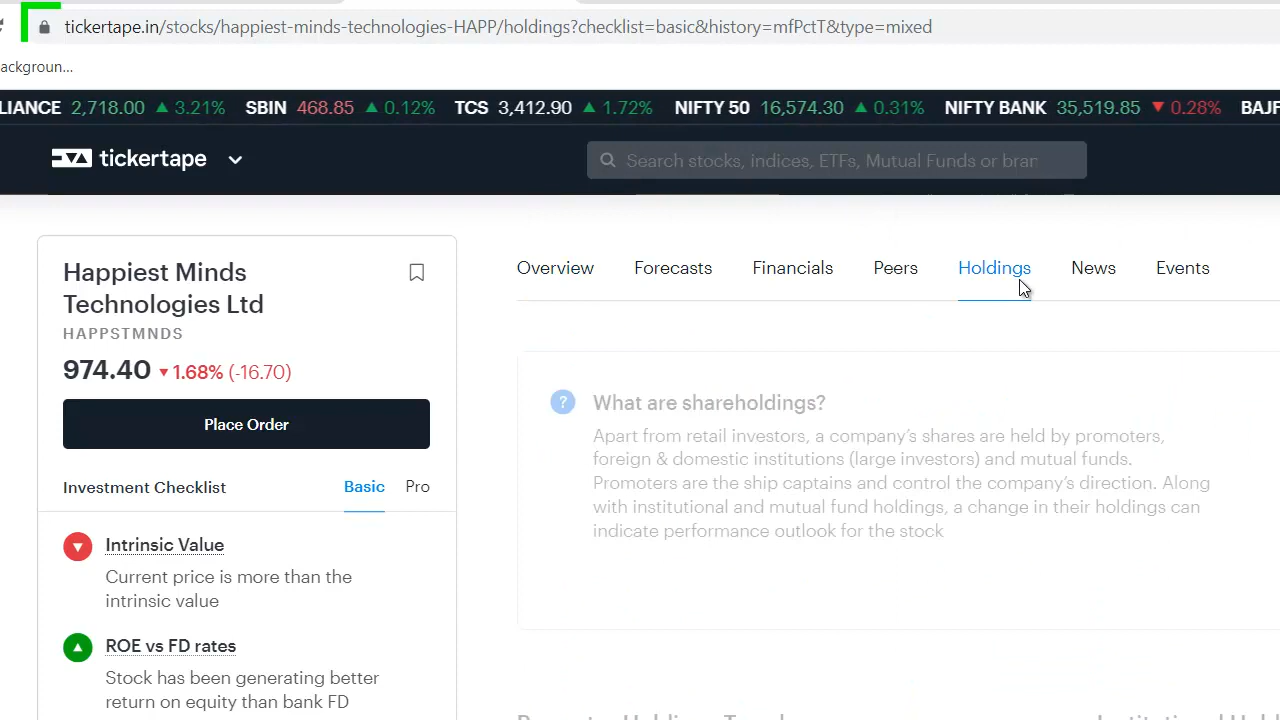 tickertape.in/stocks/happiest-minds-technologies-HAPP/holdings?checklist=basic&history=mfPctT&type=mixed
ackgroun...
LIANCE 2,718.00 ▲ 3.21% SBIN 468.85 ▲ 0.12% TCS 3,412.90 ▲ 1.72% NIFTY 50 16,574.30 ▲ 0.31% NIFTY BANK 35,519.85 ▼ 0.28% BAJF
tickertape
Search stocks, indices, ETFs, Mutual Funds or bran
Overview Forecasts Financials Peers Holdings News Events
Happiest Minds
Technologies Ltd
HAPPSTMNDS
974.40 ▼ 1.68% (-16.70)
Place Order
Investment Checklist Basic Pro
Intrinsic Value
Current price is more than the
intrinsic value
ROE vs FD rates
Stock has been generating better
return on equity than bank FD
? What are shareholdings?
Apart from retail investors, a company's shares are held by promoters,
foreign & domestic institutions (large investors) and mutual funds.
Promoters are the ship captains and control the company's direction. Along
with institutional and mutual fund holdings, a change in their holdings can
indicate performance outlook for the stock